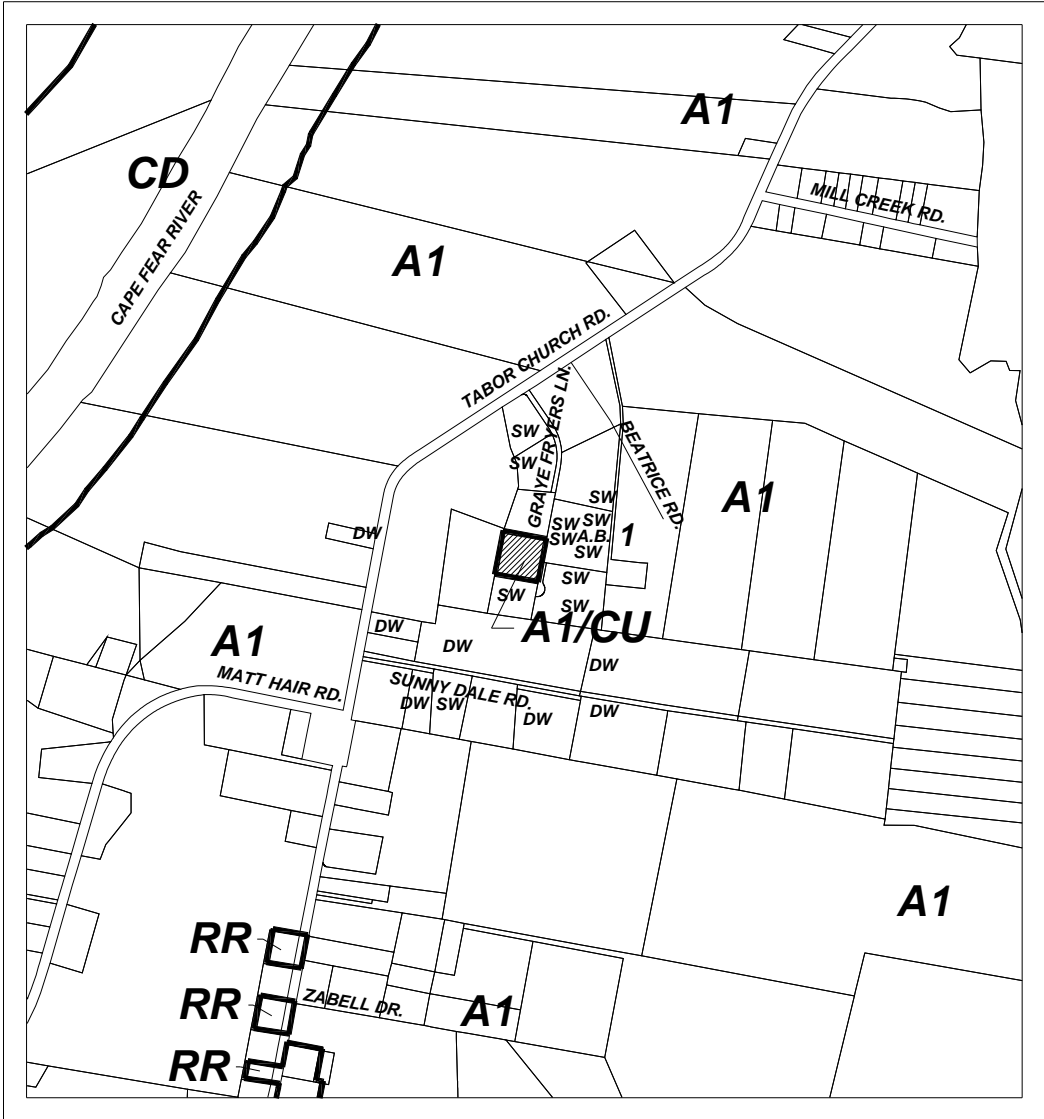 A1
CD
MILL CREEK RD.
CAPE FEAR RIVER
A1
TABOR CHURCH RD.
GRAYE FRYERS LN.
BEATRICE RD.
SW
SW
SW
A1
SW SW
DW
SW A.B.
1
SW
SW
SW
SW
A1/CU
DW
A1
DW
DW
MATT HAIR RD.
SUNNY DALE RD.
DW SW
DW
DW
A1
RR
RR
ZABELL DR.
A1
RR